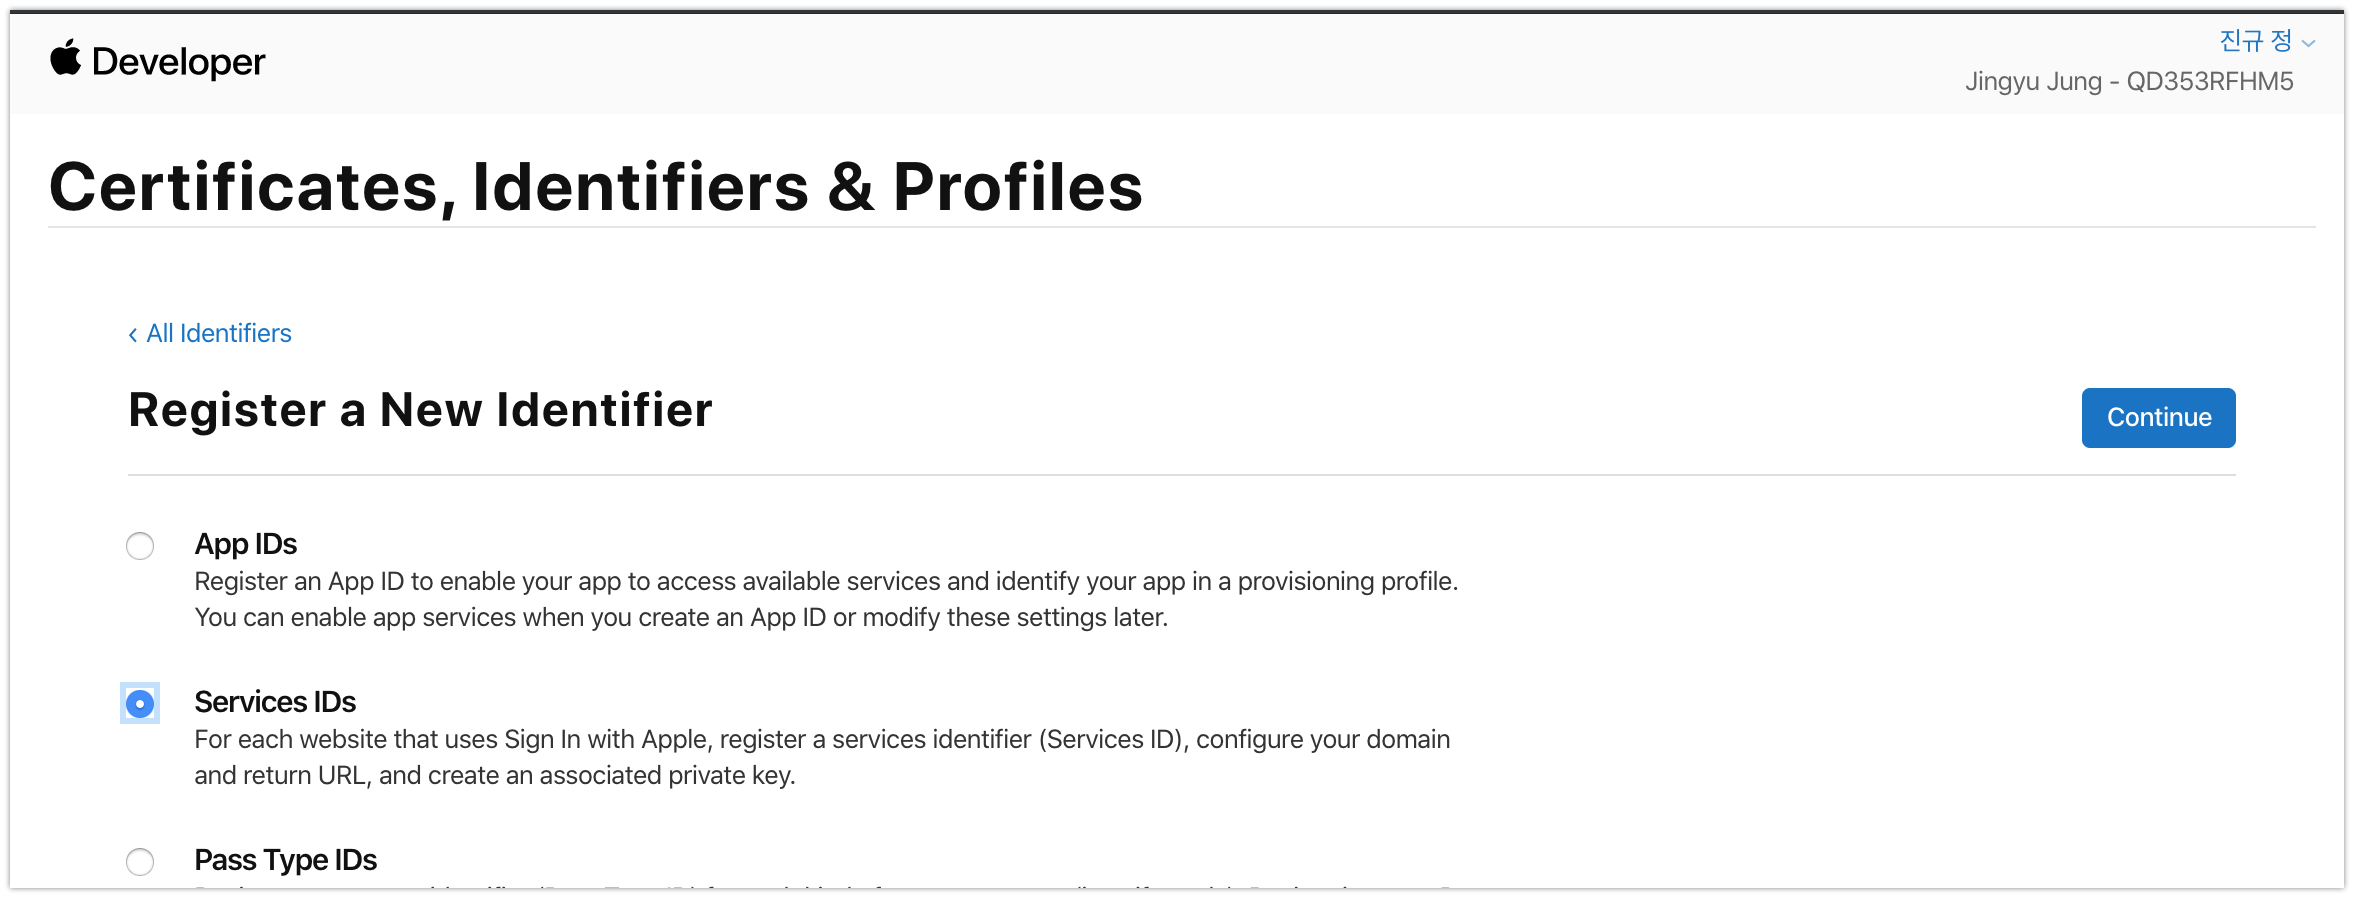 Developer
진규 정
Jingyu Jung - QD353RFHM5
Certificates, Identifiers & Profiles
‹ All Identifiers
Register a New Identifier
Continue
App IDs
Register an App ID to enable your app to access available services and identify your app in a provisioning profile.
You can enable app services when you create an App ID or modify these settings later.
Services IDs
For each website that uses Sign In with Apple, register a services identifier (Services ID), configure your domain
and return URL, and create an associated private key.
Pass Type IDs